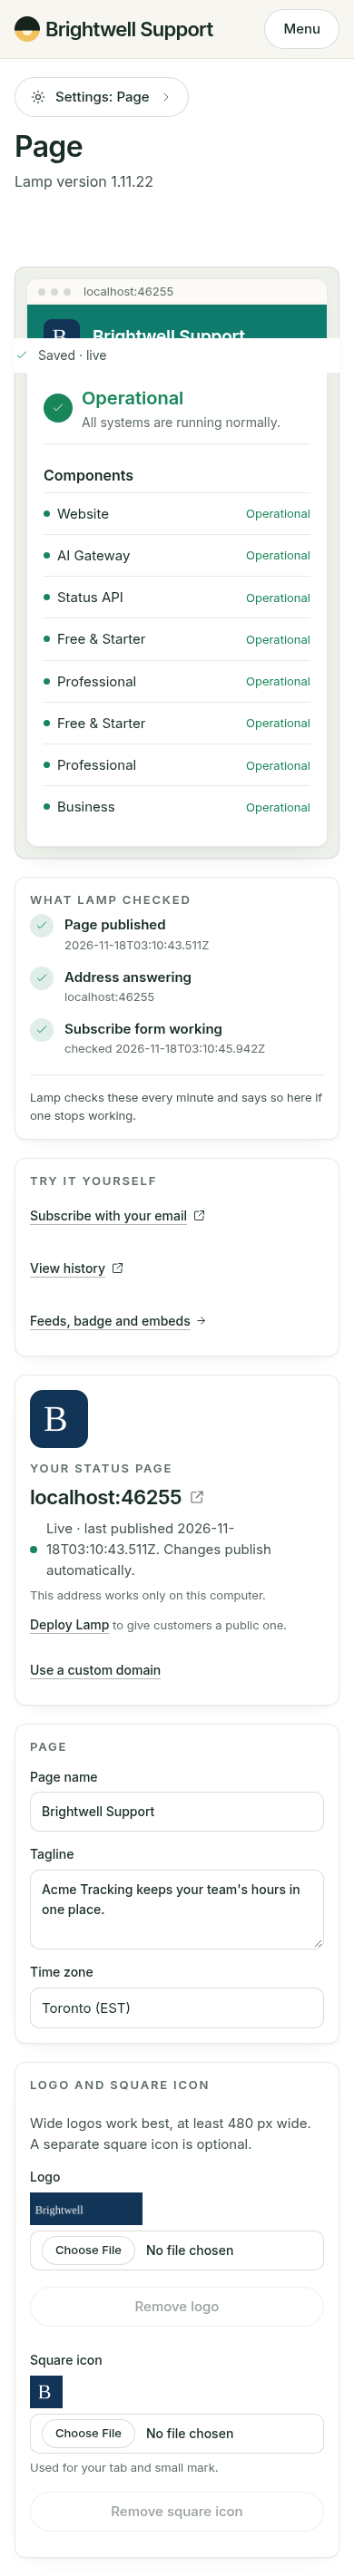 Brightwell Support
Menu
Settings: Page
Page
Lamp version 1.11.22
localhost:46255
B Brightwell Support
Saved · live
Operational
All systems are running normally.
Components
Website Operational
AI Gateway Operational
Status API Operational
Free & Starter Operational
Professional Operational
Free & Starter Operational
Professional Operational
Business Operational
WHAT LAMP CHECKED
Page published
2026-11-18T03:10:43.511Z
Address answering
localhost:46255
Subscribe form working
checked 2026-11-18T03:10:45.942Z
Lamp checks these every minute and says so here if
one stops working.
TRY IT YOURSELF
Subscribe with your email
View history
Feeds, badge and embeds
B
YOUR STATUS PAGE
localhost:46255
Live · last published 2026-11-
18T03:10:43.511Z. Changes publish
automatically.
This address works only on this computer.
Deploy Lamp to give customers a public one.
Use a custom domain
PAGE
Page name
Brightwell Support
Tagline
Acme Tracking keeps your team's hours in
one place.
Time zone
Toronto (EST)
LOGO AND SQUARE ICON
Wide logos work best, at least 480 px wide.
A separate square icon is optional.
Logo
Brightwell
Choose File No file chosen
Remove logo
Square icon
B
Choose File No file chosen
Used for your tab and small mark.
Remove square icon